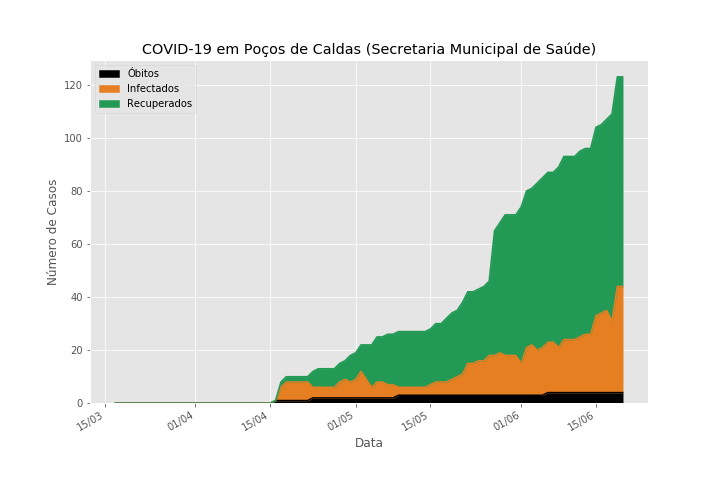 COVID-19 em Poços de Caldas (Secretaria Municipal de Saúde)
Óbitos
Infectados
Recuperados
Número de Casos
120
100
80
60
40
20
0
15/03
01/04
15/04
01/05
15/05
01/06
15/06
Data